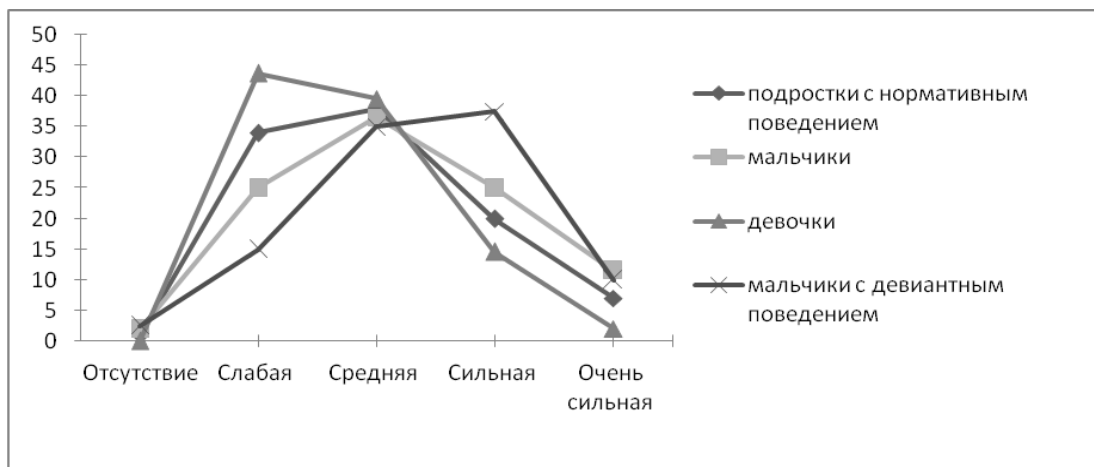 50
45
40
35
30
25
20
15
10
5
0
Отсутствие Слабая Средняя Сильная Очень
сильная
подростки с нормативным
поведением
мальчики
девочки
мальчики с девиантным
поведением